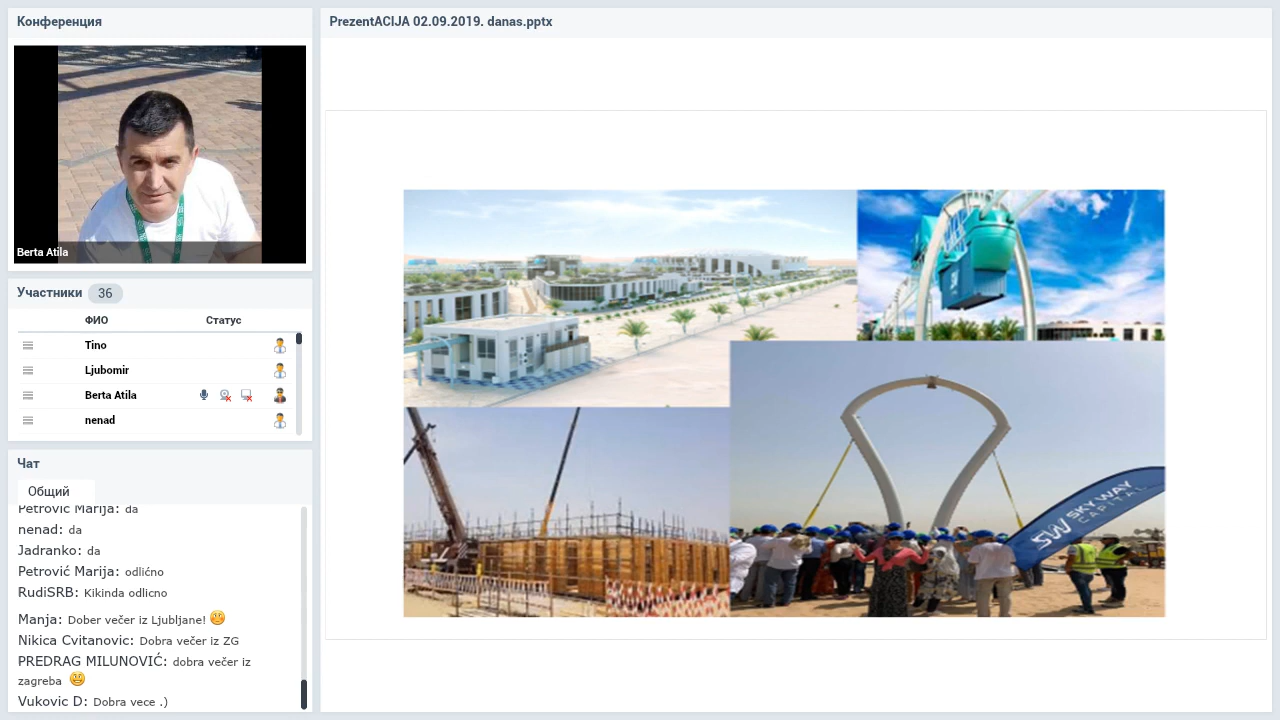 Конференция
Berta Atila
Участники 36
ФИО Статус
Tino
Ljubomir
Berta Atila
nenad
Чат
Общий
Petrović Marija: da
nenad: da
Jadranko: da
Petrović Marija: odlićno
RudiSRB: Kikinda odlicno
Manja: Dober večer iz Ljubljane!
Nikica Cvitanovic: Dobra večer iz ZG
PREDRAG MILUNOVIĆ: dobra večer iz
zagreba
Vukovic D: Dobra vece .)
PrezentACIJA 02.09.2019. danas.pptx
SW SKY WAY
CAPITAL